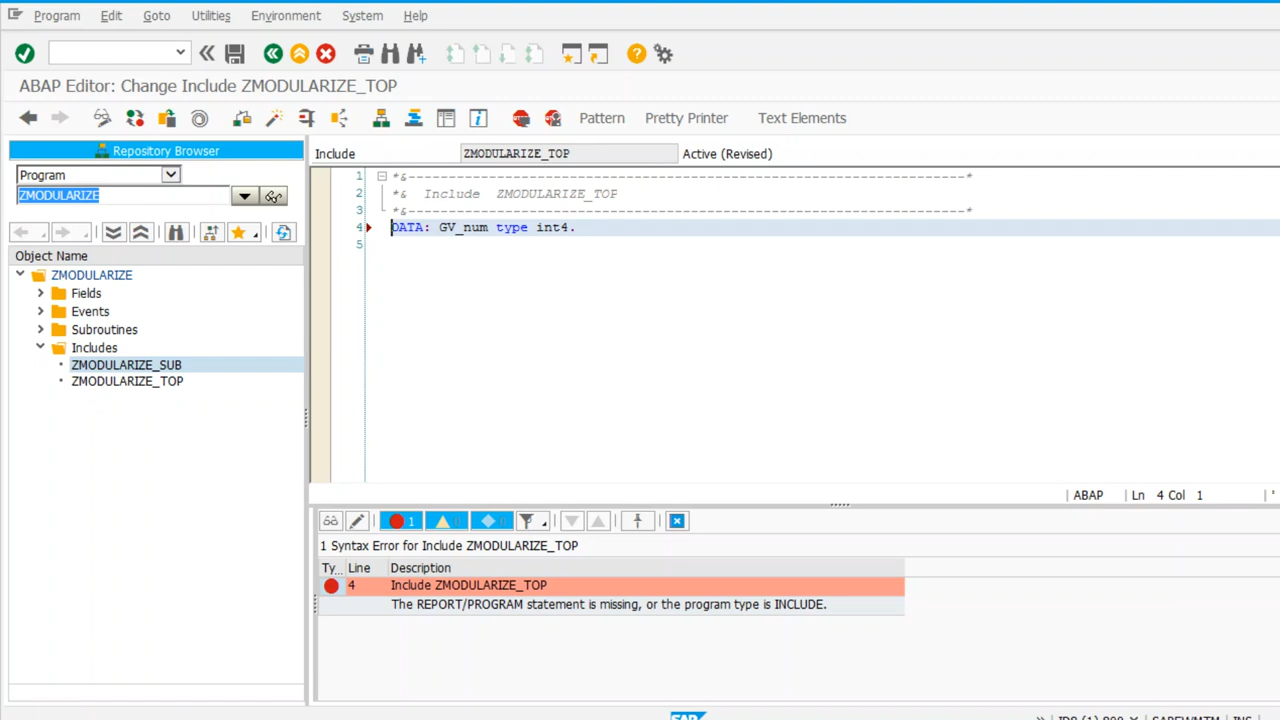 Program Edit Goto Utilities Environment System Help
ABAP Editor: Change Include ZMODULARIZE_TOP
Pattern Pretty Printer Text Elements
Repository Browser
Program
ZMODULARIZE
Object Name
ZMODULARIZE
Fields
Events
Subroutines
Includes
ZMODULARIZE_SUB
ZMODULARIZE_TOP
Include ZMODULARIZE_TOP Active (Revised)
1 *&---------------------------------------------------------------------*
2 *&  Include  ZMODULARIZE_TOP
3 *&---------------------------------------------------------------------*
4 DATA: GV_num type int4.
5
ABAP Ln 4 Col 1
1 0 0
1 Syntax Error for Include ZMODULARIZE_TOP
Ty... Line Description
4 Include ZMODULARIZE_TOP
The REPORT/PROGRAM statement is missing, or the program type is INCLUDE.
SAP